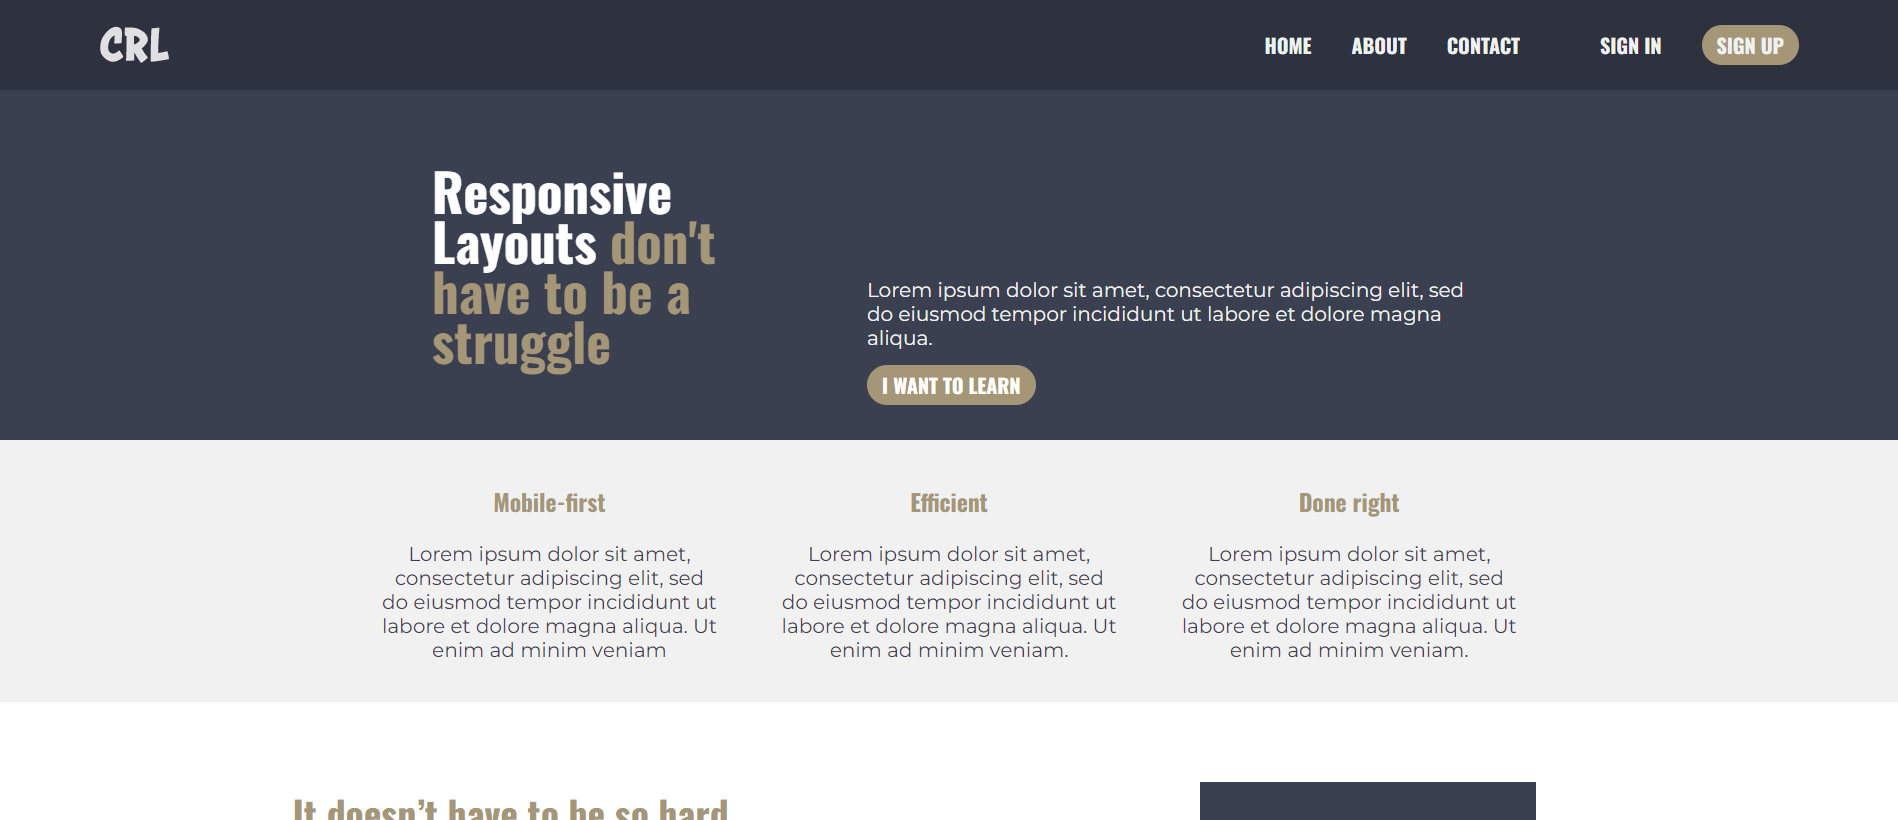 CRL
HOME ABOUT CONTACT SIGN IN SIGN UP
Responsive
Layouts don't
have to be a
struggle
Lorem ipsum dolor sit amet, consectetur adipiscing elit, sed
do eiusmod tempor incididunt ut labore et dolore magna
aliqua.
I WANT TO LEARN
Mobile-first
Lorem ipsum dolor sit amet,
consectetur adipiscing elit, sed
do eiusmod tempor incididunt ut
labore et dolore magna aliqua. Ut
enim ad minim veniam
Efficient
Lorem ipsum dolor sit amet,
consectetur adipiscing elit, sed
do eiusmod tempor incididunt ut
labore et dolore magna aliqua. Ut
enim ad minim veniam.
Done right
Lorem ipsum dolor sit amet,
consectetur adipiscing elit, sed
do eiusmod tempor incididunt ut
labore et dolore magna aliqua. Ut
enim ad minim veniam.
It doesn’t have to be so hard